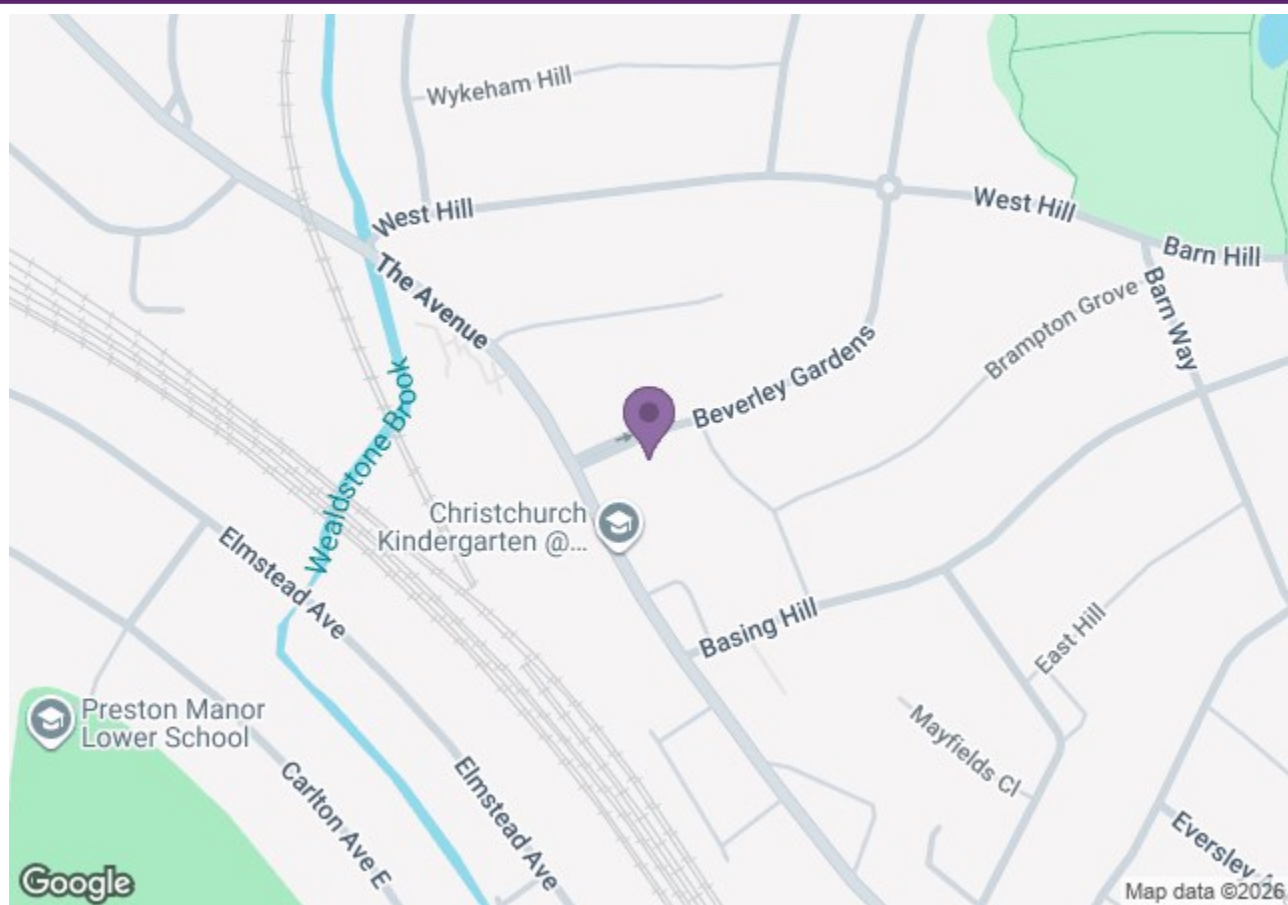 Wykeham Hill
West Hill
West Hill
Barn Hill
The Avenue
Barn Way
Brampton Grove
Beverley Gardens
Wealdstone Brook
Christchurch
Kindergarten @...
Elmstead Ave
Basing Hill
East Hill
Preston Manor
Lower School
Mayfields Cl
Carlton Ave E
Elmstead Ave
Google
Map data ©2026